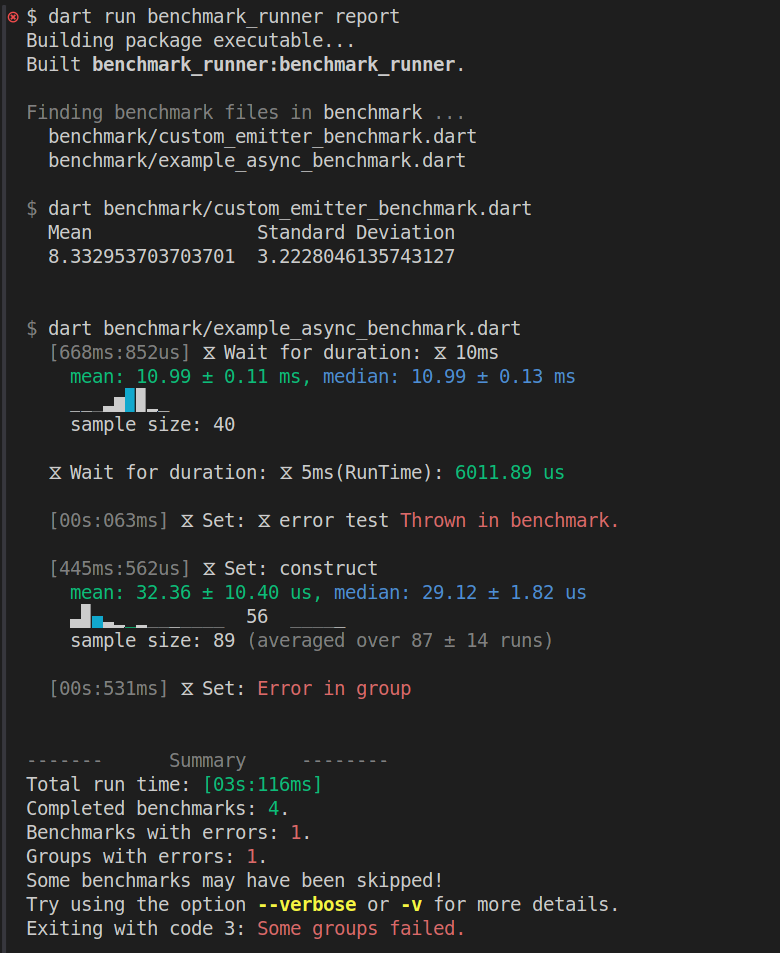 $ dart run benchmark_runner report
Building package executable...
Built benchmark_runner:benchmark_runner.
Finding benchmark files in benchmark ...
benchmark/custom_emitter_benchmark.dart
benchmark/example_async_benchmark.dart
$ dart benchmark/custom_emitter_benchmark.dart
Mean               Standard Deviation
8.332953703703701  3.2228046135743127
$ dart benchmark/example_async_benchmark.dart
[668ms:852us] ⧖ Wait for duration: ⧖ 10ms
mean: 10.99 ± 0.11 ms, median: 10.99 ± 0.13 ms
sample size: 40
⧖ Wait for duration: ⧖ 5ms(RunTime): 6011.89 us
[00s:063ms] ⧖ Set: ⧖ error test Thrown in benchmark.
[445ms:562us] ⧖ Set: construct
mean: 32.36 ± 10.40 us, median: 29.12 ± 1.82 us
56
sample size: 89 (averaged over 87 ± 14 runs)
[00s:531ms] ⧖ Set: Error in group
-------      Summary     --------
Total run time: [03s:116ms]
Completed benchmarks: 4.
Benchmarks with errors: 1.
Groups with errors: 1.
Some benchmarks may have been skipped!
Try using the option --verbose or -v for more details.
Exiting with code 3: Some groups failed.